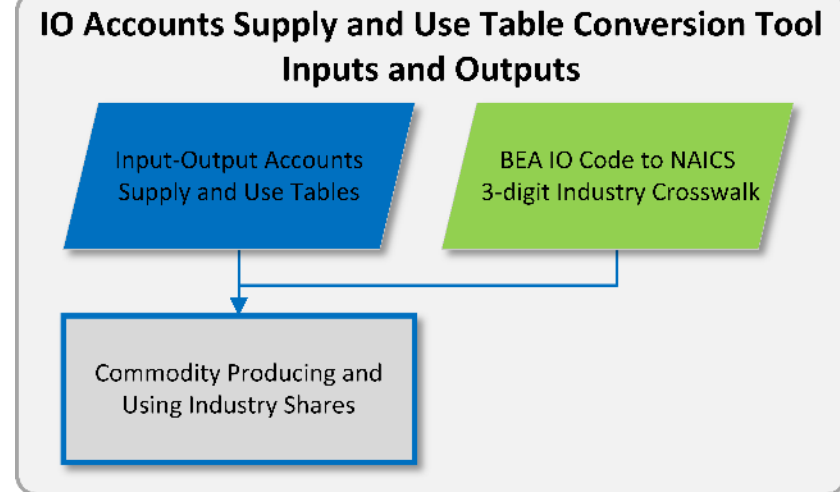 IO Accounts Supply and Use Table Conversion Tool
Inputs and Outputs
Input-Output Accounts
Supply and Use Tables
BEA IO Code to NAICS
3-digit Industry Crosswalk
Commodity Producing and
Using Industry Shares